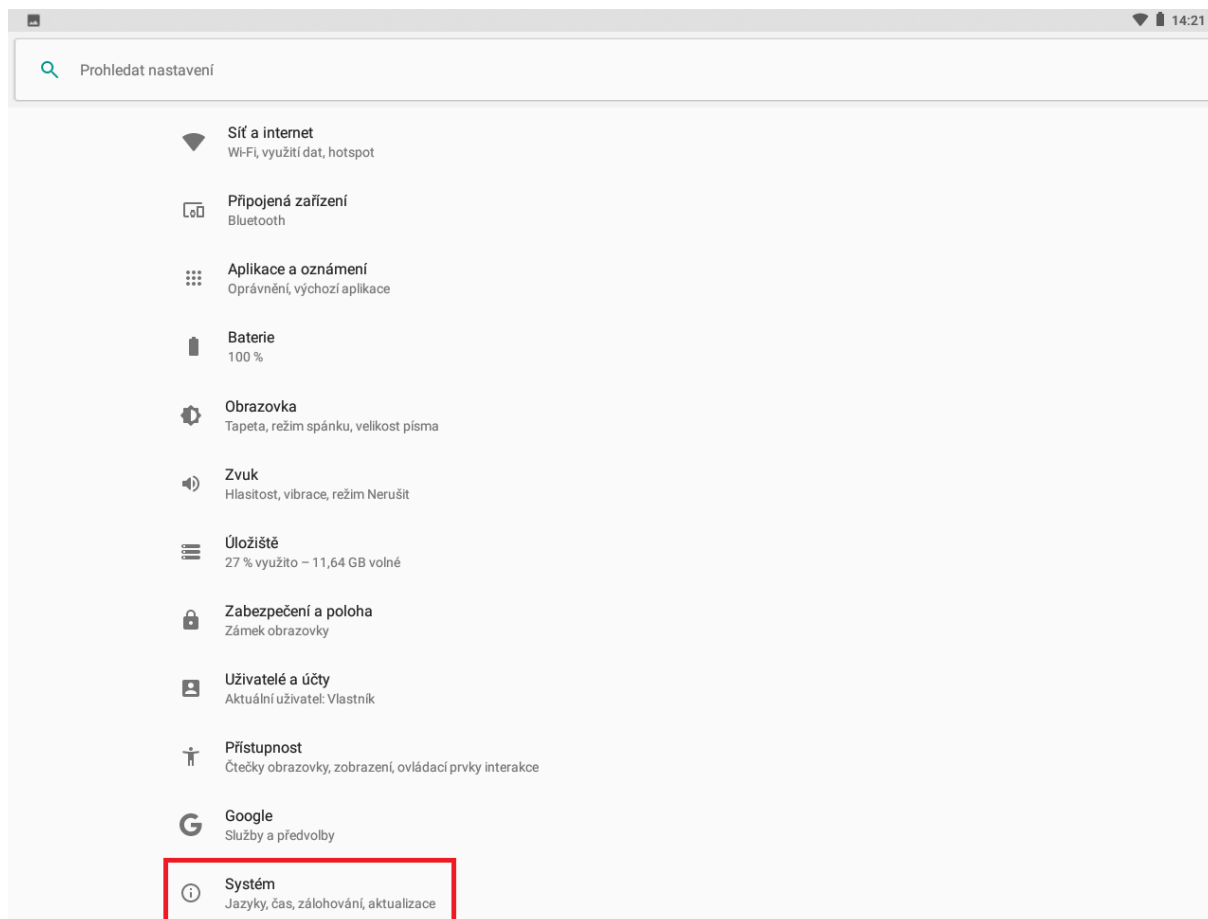 14:21
Prohledat nastavení
Síť a internet
Wi-Fi, využití dat, hotspot
Připojená zařízení
Bluetooth
Aplikace a oznámení
Oprávnění, výchozí aplikace
Baterie
100 %
Obrazovka
Tapeta, režim spánku, velikost písma
Zvuk
Hlasitost, vibrace, režim Nerušit
Úložiště
27 % využito – 11,64 GB volné
Zabezpečení a poloha
Zámek obrazovky
Uživatelé a účty
Aktuální uživatel: Vlastník
Přístupnost
Čtečky obrazovky, zobrazení, ovládací prvky interakce
Google
Služby a předvolby
Systém
Jazyky, čas, zálohování, aktualizace